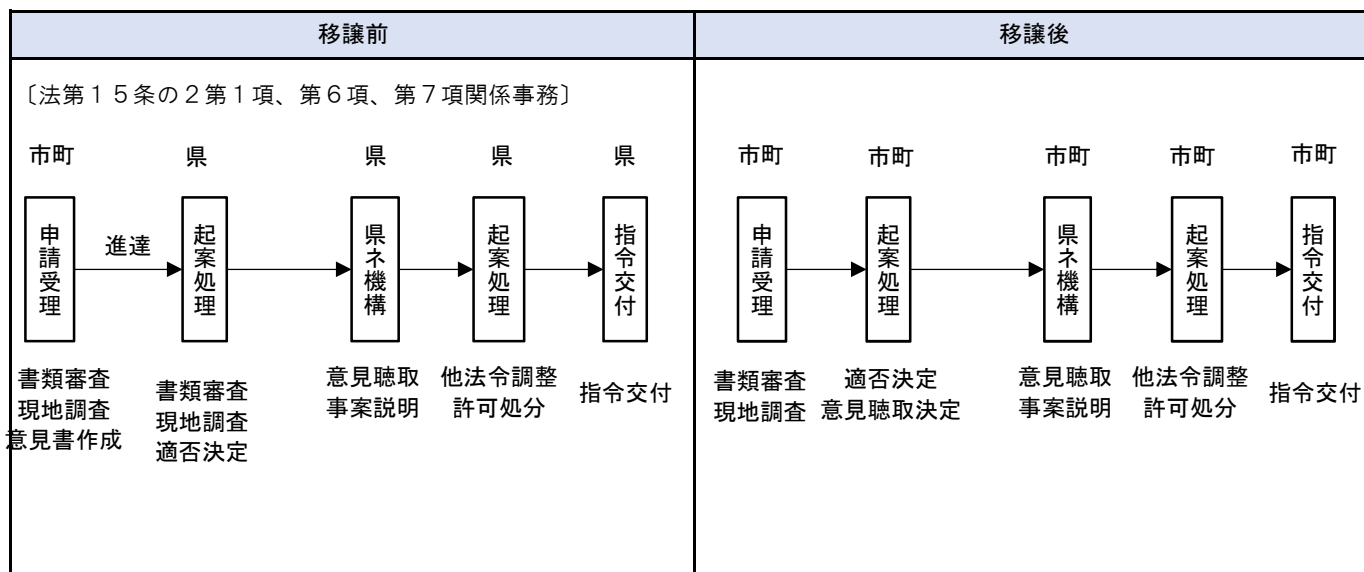 移譲前
〔法第１５条の２第１項、第６項、第７項関係事務〕
市町
県
県
県
県
申請受理
進達
起案処理
県ネ機構
起案処理
指令交付
書類審査
現地調査
意見書作成
書類審査
現地調査
適否決定
意見聴取
事案説明
他法令調整
許可処分
指令交付
移譲後
市町
市町
市町
市町
市町
申請受理
起案処理
県ネ機構
起案処理
指令交付
書類審査
現地調査
適否決定
意見聴取決定
意見聴取
事案説明
他法令調整
許可処分
指令交付